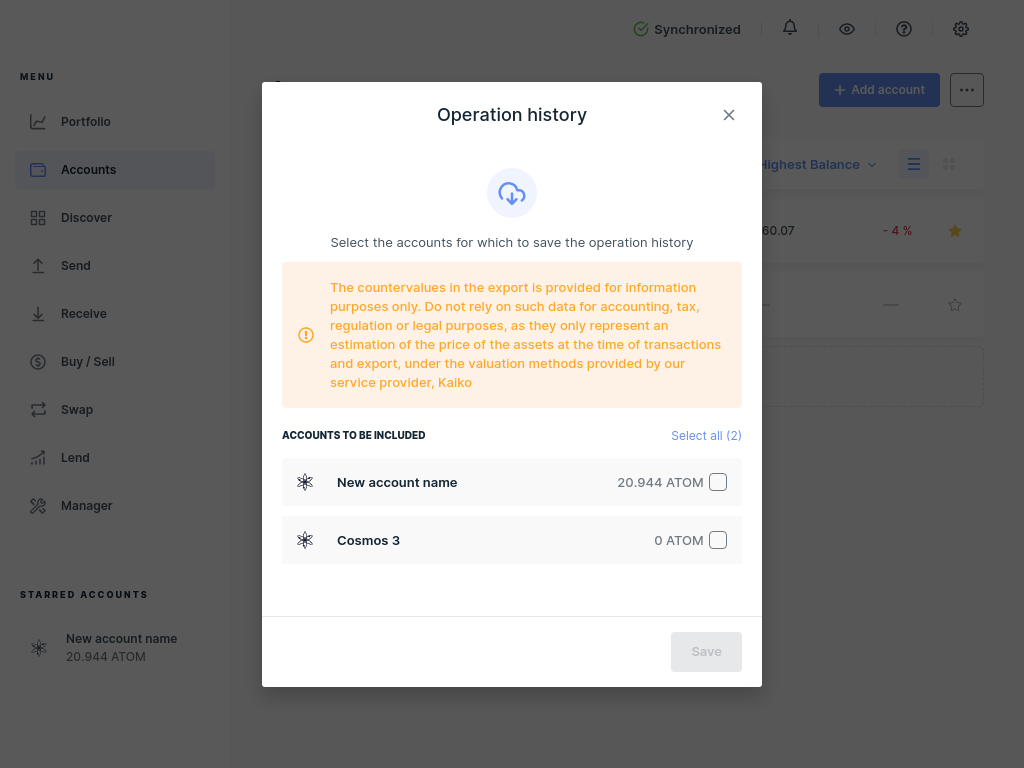 Synchronized
MENU
Portfolio
Accounts
Discover
Send
Receive
Buy / Sell
Swap
Lend
Manager
STARRED ACCOUNTS
New account name
20.944 ATOM
+ Add account
Highest Balance
60.07
- 4 %
—
Operation history
Select the accounts for which to save the operation history
The countervalues in the export is provided for information
purposes only. Do not rely on such data for accounting, tax,
regulation or legal purposes, as they only represent an
estimation of the price of the assets at the time of transactions
and export, under the valuation methods provided by our
service provider, Kaiko
ACCOUNTS TO BE INCLUDED
Select all (2)
New account name
20.944 ATOM
Cosmos 3
0 ATOM
Save